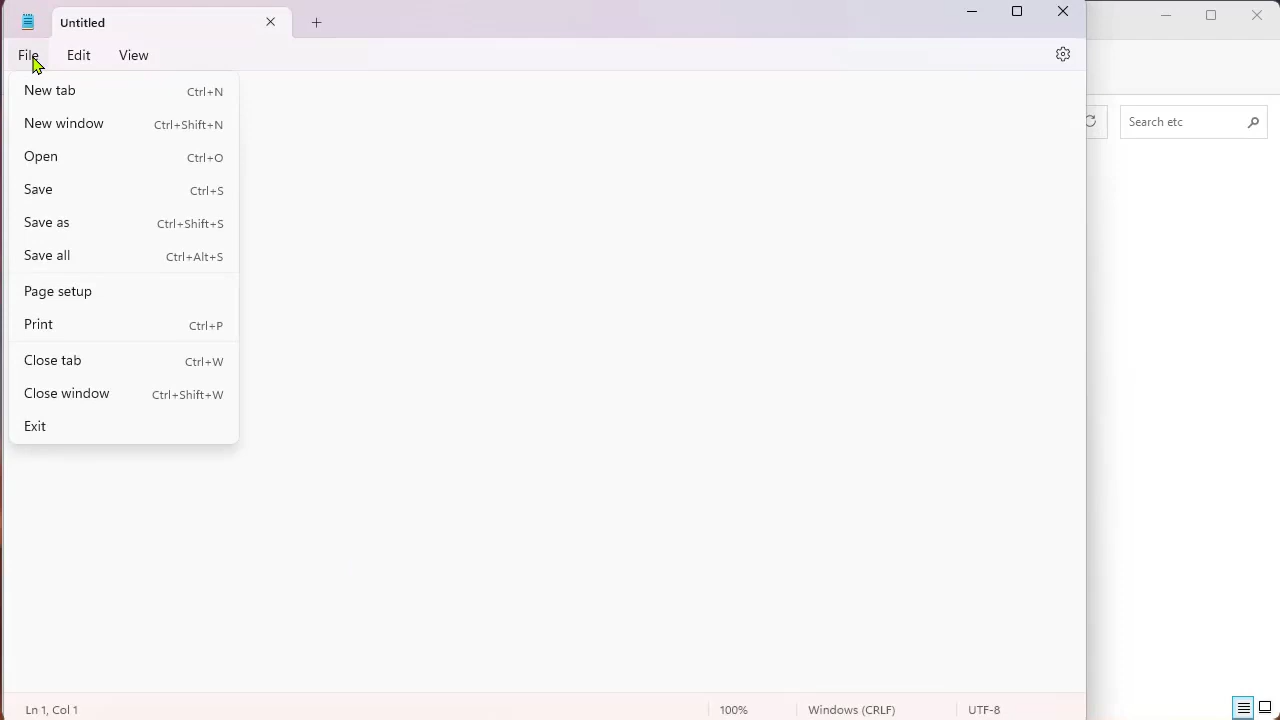 Untitled
File Edit View
New tab Ctrl+N
New window Ctrl+Shift+N
Open Ctrl+O
Save Ctrl+S
Save as Ctrl+Shift+S
Save all Ctrl+Alt+S
Page setup
Print Ctrl+P
Close tab Ctrl+W
Close window Ctrl+Shift+W
Exit
Search etc
Ln 1, Col 1 100% Windows (CRLF) UTF-8